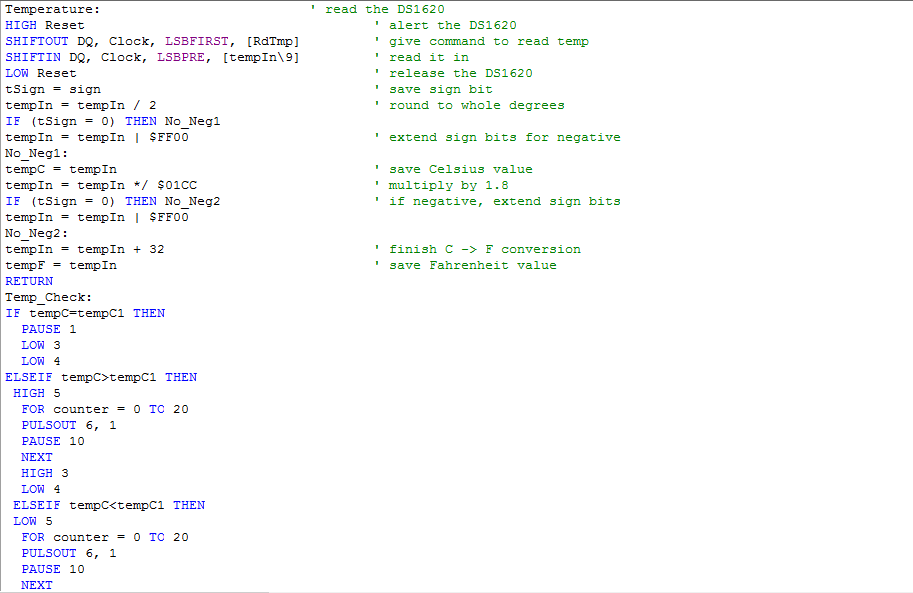 Temperature:                          ' read the DS1620
HIGH Reset                                    ' alert the DS1620
SHIFTOUT DQ, Clock, LSBFIRST, [RdTmp]         ' give command to read temp
SHIFTIN DQ, Clock, LSBPRE, [tempIn\9]         ' read it in
LOW Reset                                     ' release the DS1620
tSign = sign                                  ' save sign bit
tempIn = tempIn / 2                           ' round to whole degrees
IF (tSign = 0) THEN No_Neg1
tempIn = tempIn | $FF00                       ' extend sign bits for negative
No_Neg1:
tempC = tempIn                                ' save Celsius value
tempIn = tempIn */ $01CC                      ' multiply by 1.8
IF (tSign = 0) THEN No_Neg2                   ' if negative, extend sign bits
tempIn = tempIn | $FF00
No_Neg2:
tempIn = tempIn + 32                          ' finish C -> F conversion
tempF = tempIn                                ' save Fahrenheit value
RETURN
Temp_Check:
IF tempC=tempC1 THEN
  PAUSE 1
  LOW 3
  LOW 4
ELSEIF tempC>tempC1 THEN
 HIGH 5
  FOR counter = 0 TO 20
  PULSOUT 6, 1
  PAUSE 10
  NEXT
  HIGH 3
  LOW 4
 ELSEIF tempC<tempC1 THEN
 LOW 5
  FOR counter = 0 TO 20
  PULSOUT 6, 1
  PAUSE 10
  NEXT